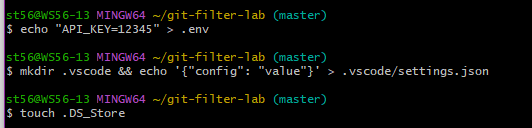 st56@WS56-13 MINGW64 ~/git-filter-lab (master)
$ echo "API_KEY=12345" > .env
st56@WS56-13 MINGW64 ~/git-filter-lab (master)
$ mkdir .vscode && echo '{"config": "value"}' > .vscode/settings.json
st56@WS56-13 MINGW64 ~/git-filter-lab (master)
$ touch .DS_Store